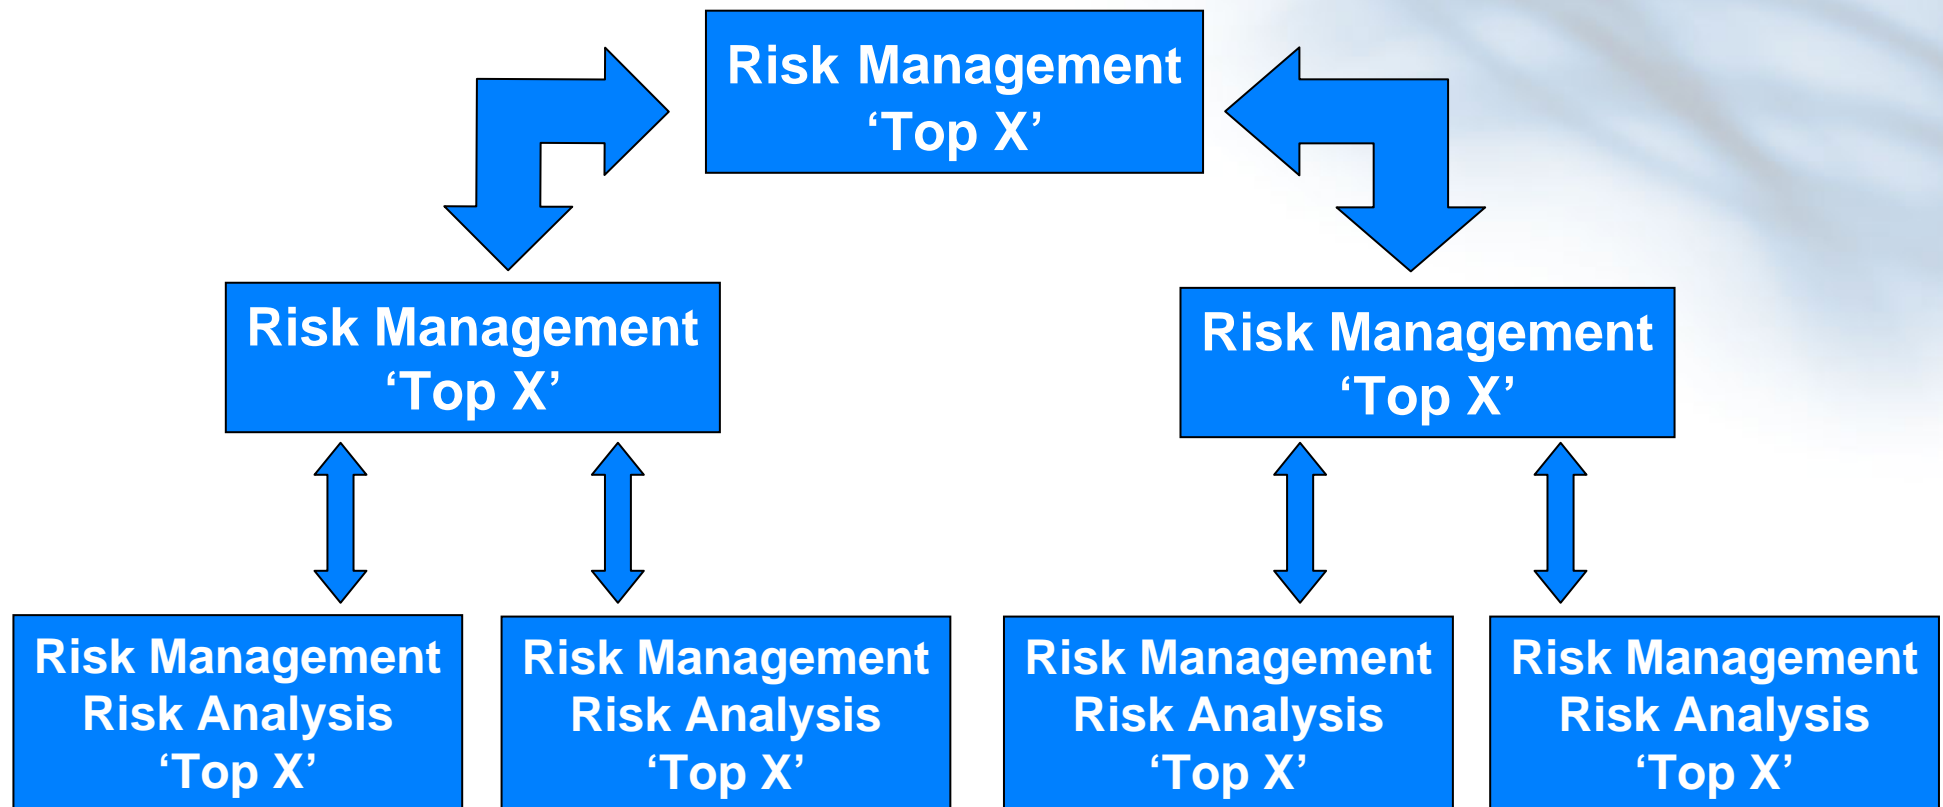 Risk Management
‘Top X’
Risk Management
‘Top X’
Risk Management
‘Top X’
Risk Management
Risk Analysis
‘Top X’
Risk Management
Risk Analysis
‘Top X’
Risk Management
Risk Analysis
‘Top X’
Risk Management
Risk Analysis
‘Top X’